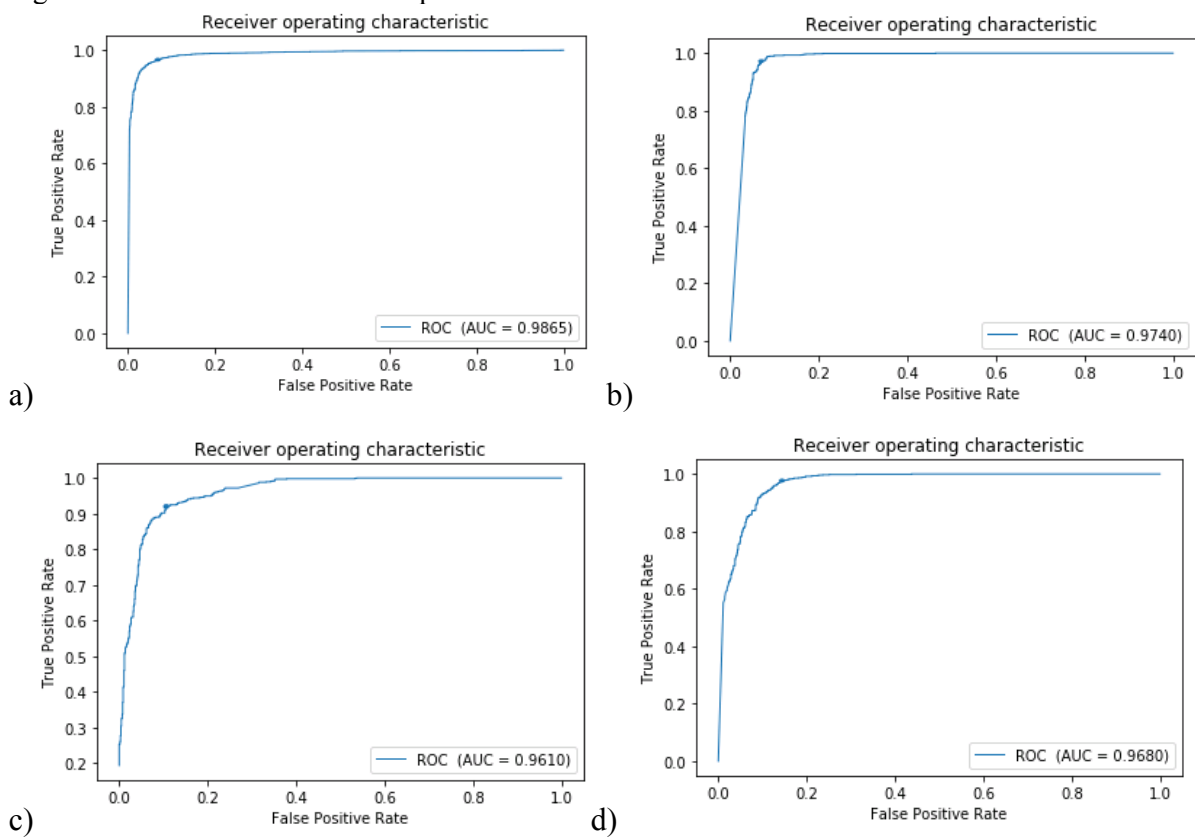 Receiver operating characteristic
1.0
0.8
0.6
0.4
0.2
0.0
True Positive Rate
ROC (AUC = 0.9865)
0.0 0.2 0.4 0.6 0.8 1.0
False Positive Rate
a)
Receiver operating characteristic
1.0
0.8
0.6
0.4
0.2
0.0
True Positive Rate
ROC (AUC = 0.9740)
0.0 0.2 0.4 0.6 0.8 1.0
False Positive Rate
b)
Receiver operating characteristic
1.0
0.9
0.8
0.7
0.6
0.5
0.4
0.3
0.2
True Positive Rate
ROC (AUC = 0.9610)
0.0 0.2 0.4 0.6 0.8 1.0
False Positive Rate
c)
Receiver operating characteristic
1.0
0.8
0.6
0.4
0.2
0.0
True Positive Rate
ROC (AUC = 0.9680)
0.0 0.2 0.4 0.6 0.8 1.0
False Positive Rate
d)